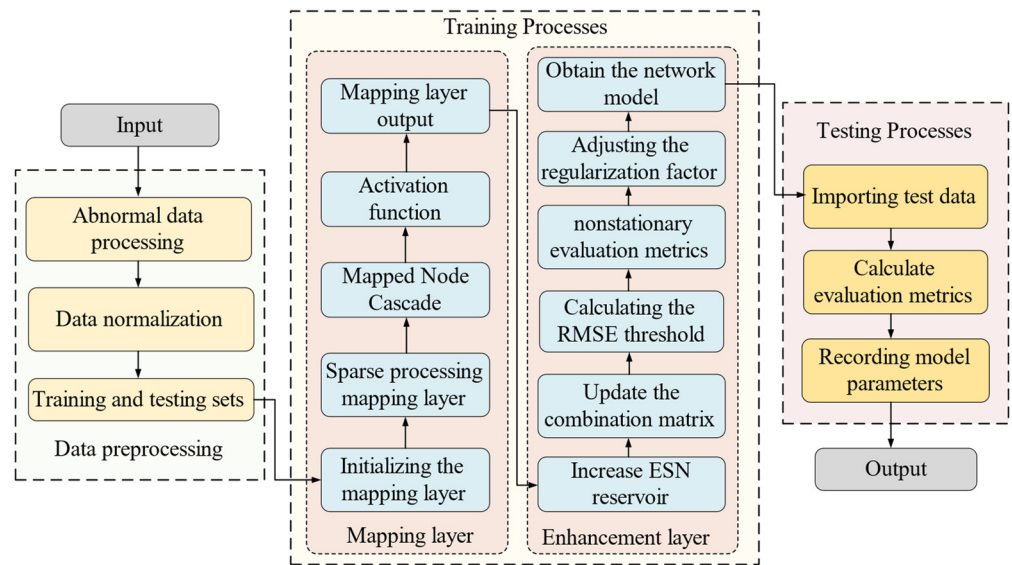 Training Processes
Input
Abnormal data
processing
Data normalization
Training and testing sets
Data preprocessing
Mapping layer
output
Activation
function
Mapped Node
Cascade
Sparse processing
mapping layer
Initializing the
mapping layer
Mapping layer
Obtain the network
model
Adjusting the
regularization factor
nonstationary
evaluation metrics
Calculating the
RMSE threshold
Update the
combination matrix
Increase ESN
reservoir
Enhancement layer
Testing Processes
Importing test data
Calculate
evaluation metrics
Recording model
parameters
Output